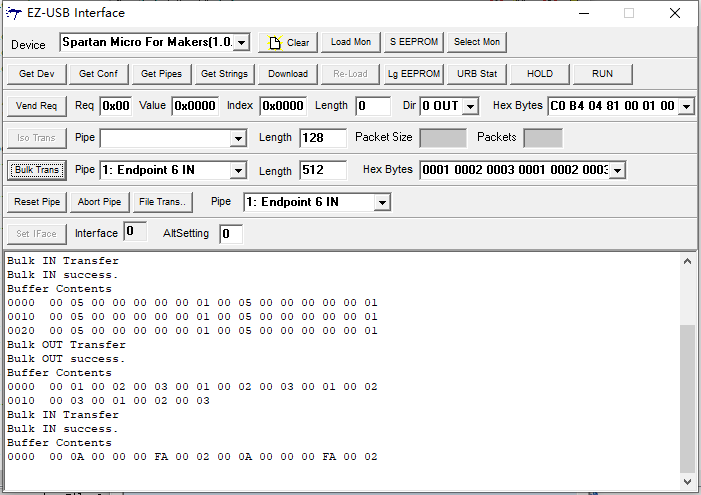 EZ-USB Interface
Device Spartan Micro For Makers(1.0. Clear Load Mon S EEPROM Select Mon
Get Dev Get Conf Get Pipes Get Strings Download Re-Load Lg EEPROM URB Stat HOLD RUN
Vend Req Req 0x00 Value 0x0000 Index 0x0000 Length 0 Dir 0 OUT Hex Bytes C0 B4 04 81 00 01 00
Iso Trans Pipe Length 128 Packet Size Packets
Bulk Trans Pipe 1: Endpoint 6 IN Length 512 Hex Bytes 0001 0002 0003 0001 0002 0003
Reset Pipe Abort Pipe File Trans.. Pipe 1: Endpoint 6 IN
Set IFace Interface 0 AltSetting 0
Bulk IN Transfer
Bulk IN success.
Buffer Contents
0000 00 05 00 00 00 00 00 01 00 05 00 00 00 00 00 01
0010 00 05 00 00 00 00 00 01 00 05 00 00 00 00 00 01
0020 00 05 00 00 00 00 00 01 00 05 00 00 00 00 00 01
Bulk OUT Transfer
Bulk OUT success.
Buffer Contents
0000 00 01 00 02 00 03 00 01 00 02 00 03 00 01 00 02
0010 00 03 00 01 00 02 00 03
Bulk IN Transfer
Bulk IN success.
Buffer Contents
0000 00 0A 00 00 00 FA 00 02 00 0A 00 00 00 FA 00 02